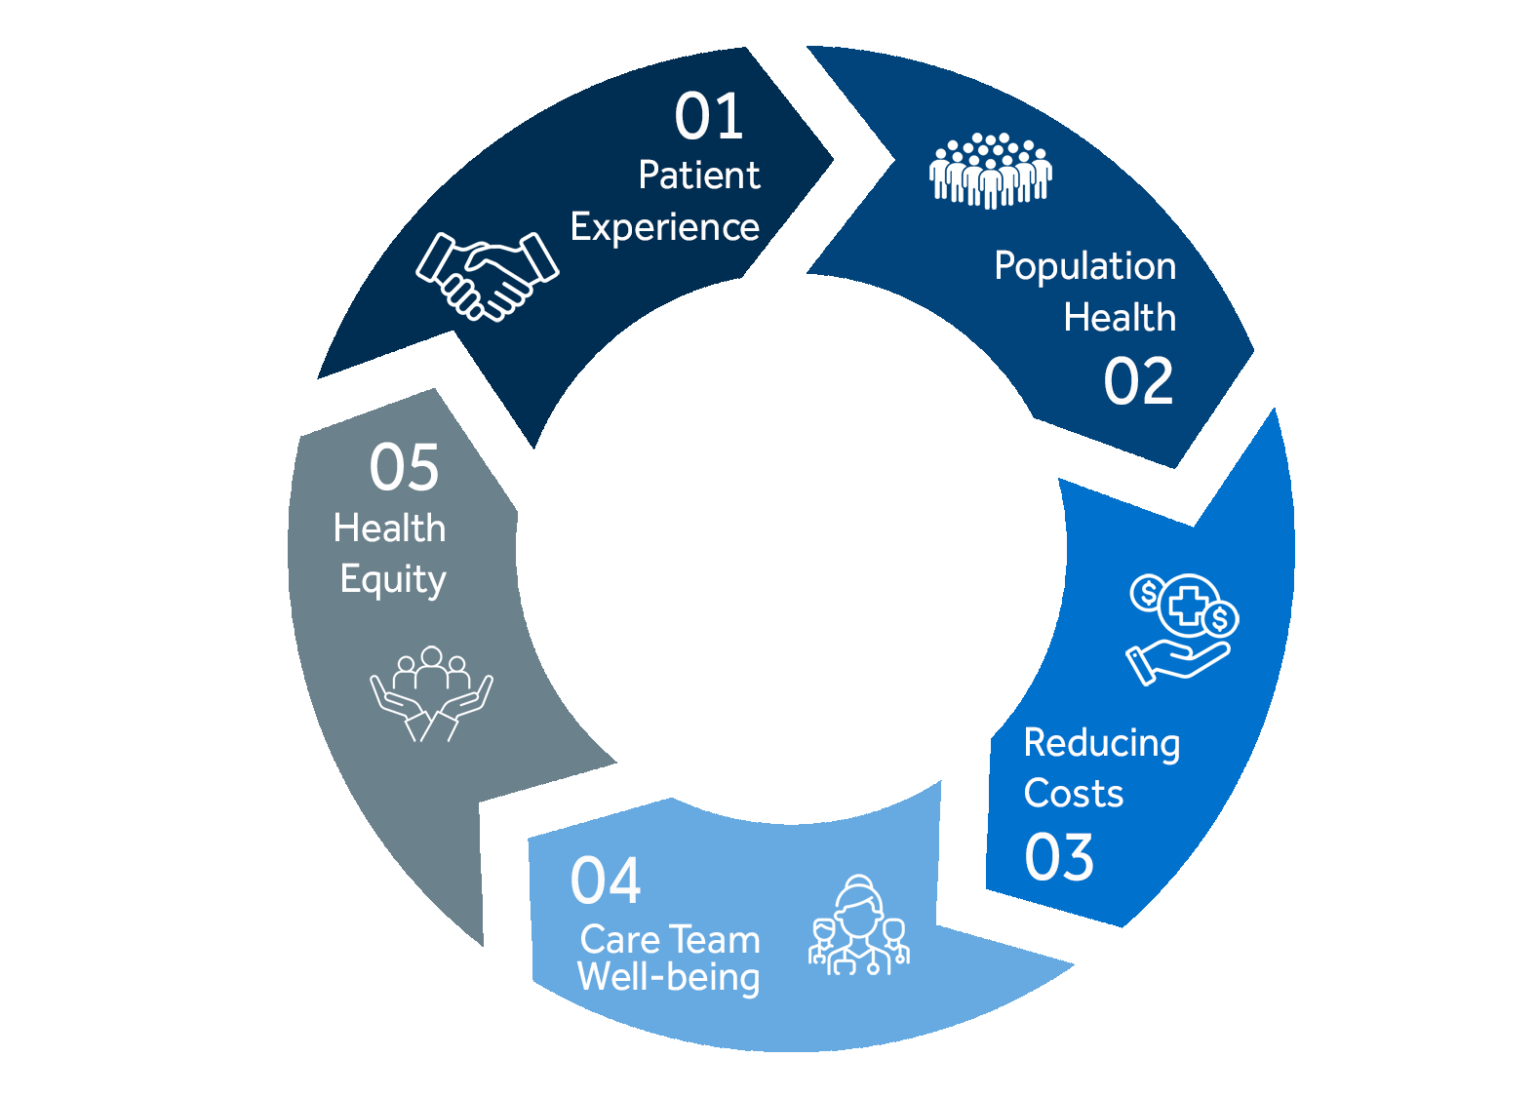 01
Patient
Experience
Population
Health
02
Reducing
Costs
03
04
Care Team
Well-being
05
Health
Equity